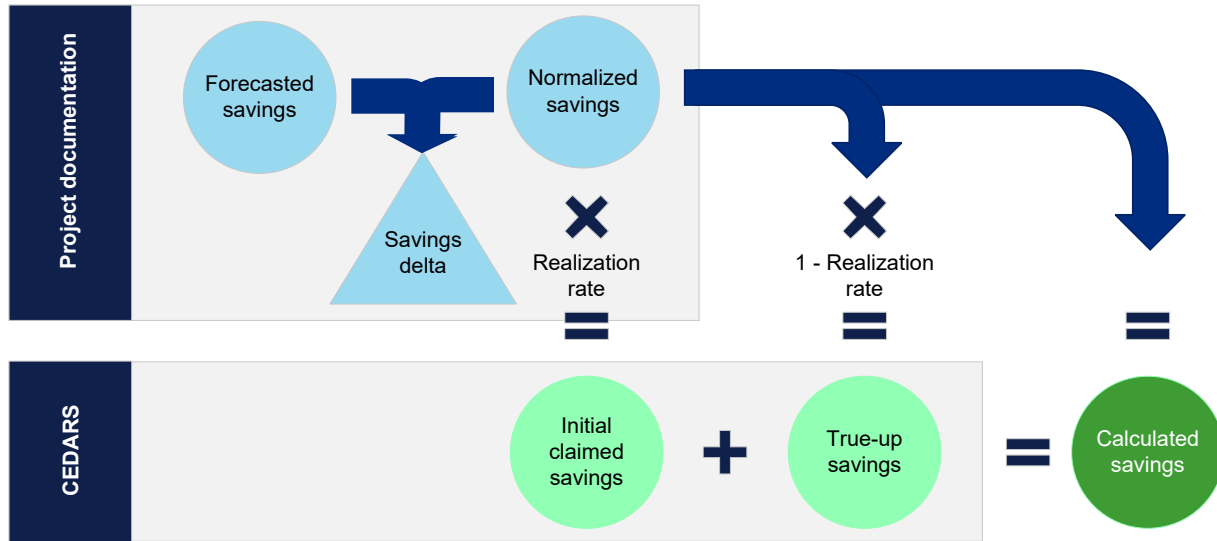 Project documentation
Forecasted
savings
Normalized
savings
Savings
delta
Realization
rate
1 - Realization
rate
CEDARS
Initial
claimed
savings
True-up
savings
Calculated
savings